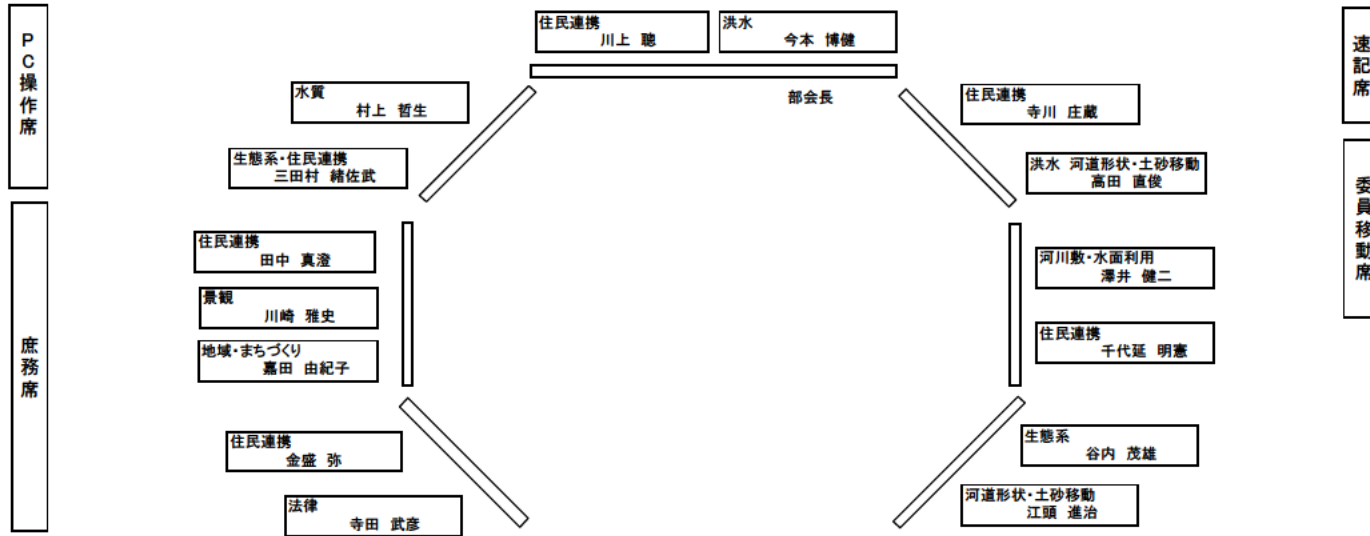 PC操作席
庶務席
住民連携
川上 聰
洪水
今本 博健
部会長
水質
村上 哲生
生態系・住民連携
三田村 緒佐武
住民連携
田中 真澄
景観
川崎 雅史
地域・まちづくり
嘉田 由紀子
住民連携
金盛 弥
法律
寺田 武彦
住民連携
寺川 庄蔵
洪水 河道形状・土砂移動
高田 直俊
河川敷・水面利用
澤井 健二
住民連携
千代延 明憲
生態系
谷内 茂雄
河道形状・土砂移動
江頭 進治
速記席
委員移動席